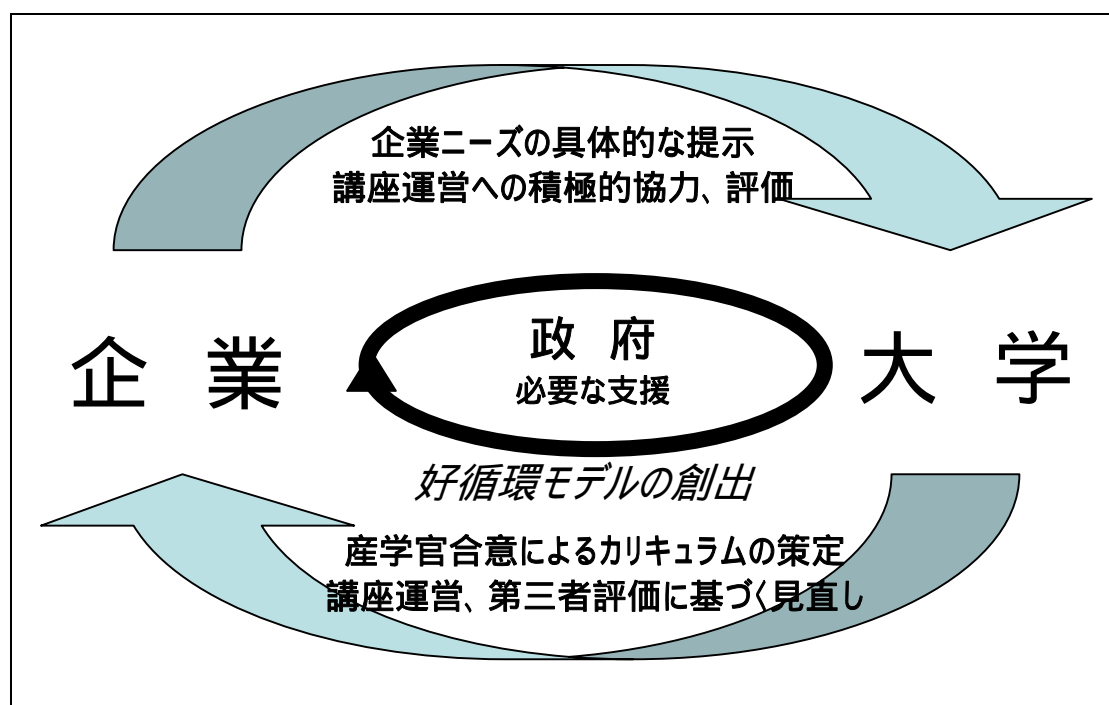 企業ニーズの具体的な提示
講座運営への積極的協力、評価
企 業
政 府
必要な支援
大 学
好循環モデルの創出
産学官合意によるカリキュラムの策定
講座運営、第三者評価に基づく見直し